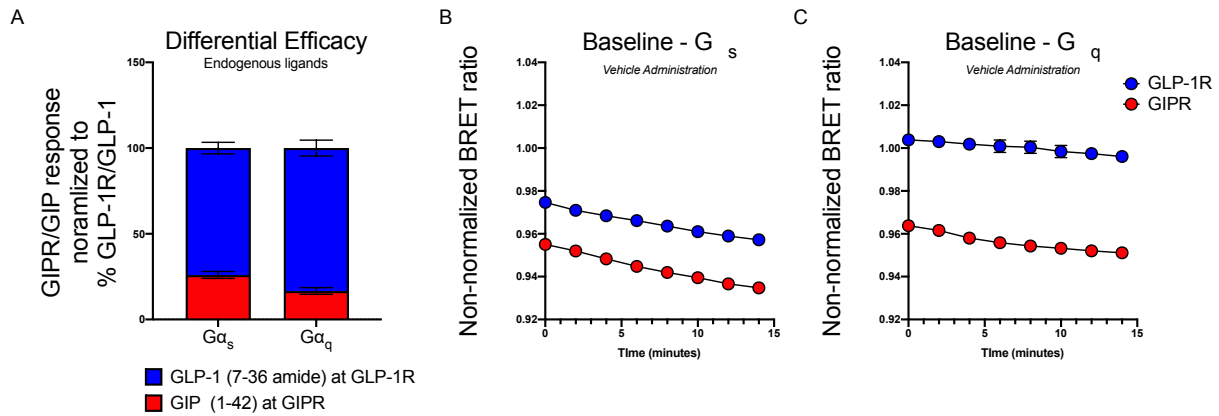 A
Differential Efficacy
Endogenous ligands
GIPR/GIP response
noramlized to
% GLP-1R/GLP-1
150
100
50
0
Gαs
Gαq
GLP-1 (7-36 amide) at GLP-1R
GIP (1-42) at GIPR
B
Baseline - G s
Vehicle Administration
Non-normalized BRET ratio
1.04
1.02
1.00
0.98
0.96
0.94
0.92
0 5 10 15
TIme (minutes)
C
Baseline - G q
Vehicle Administration
Non-normalized BRET ratio
1.04
1.02
1.00
0.98
0.96
0.94
0.92
0 5 10 15
TIme (minutes)
GLP-1R
GIPR